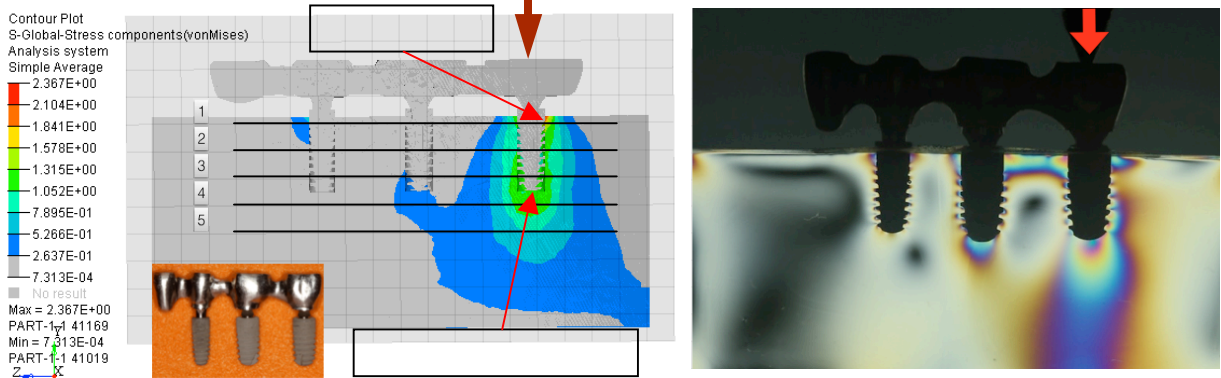 Contour Plot
S-Global-Stress components(vonMises)
Analysis system
Simple Average
2.367E+00
2.104E+00
1.841E+00
1.578E+00
1.315E+00
1.052E+00
7.895E-01
5.266E-01
2.637E-01
7.313E-04
No result
Max = 2.367E+00
PART-1-1 41169
Min = 7.313E-04
PART-1-1 41019
Y
Z
X
1
2
3
4
5